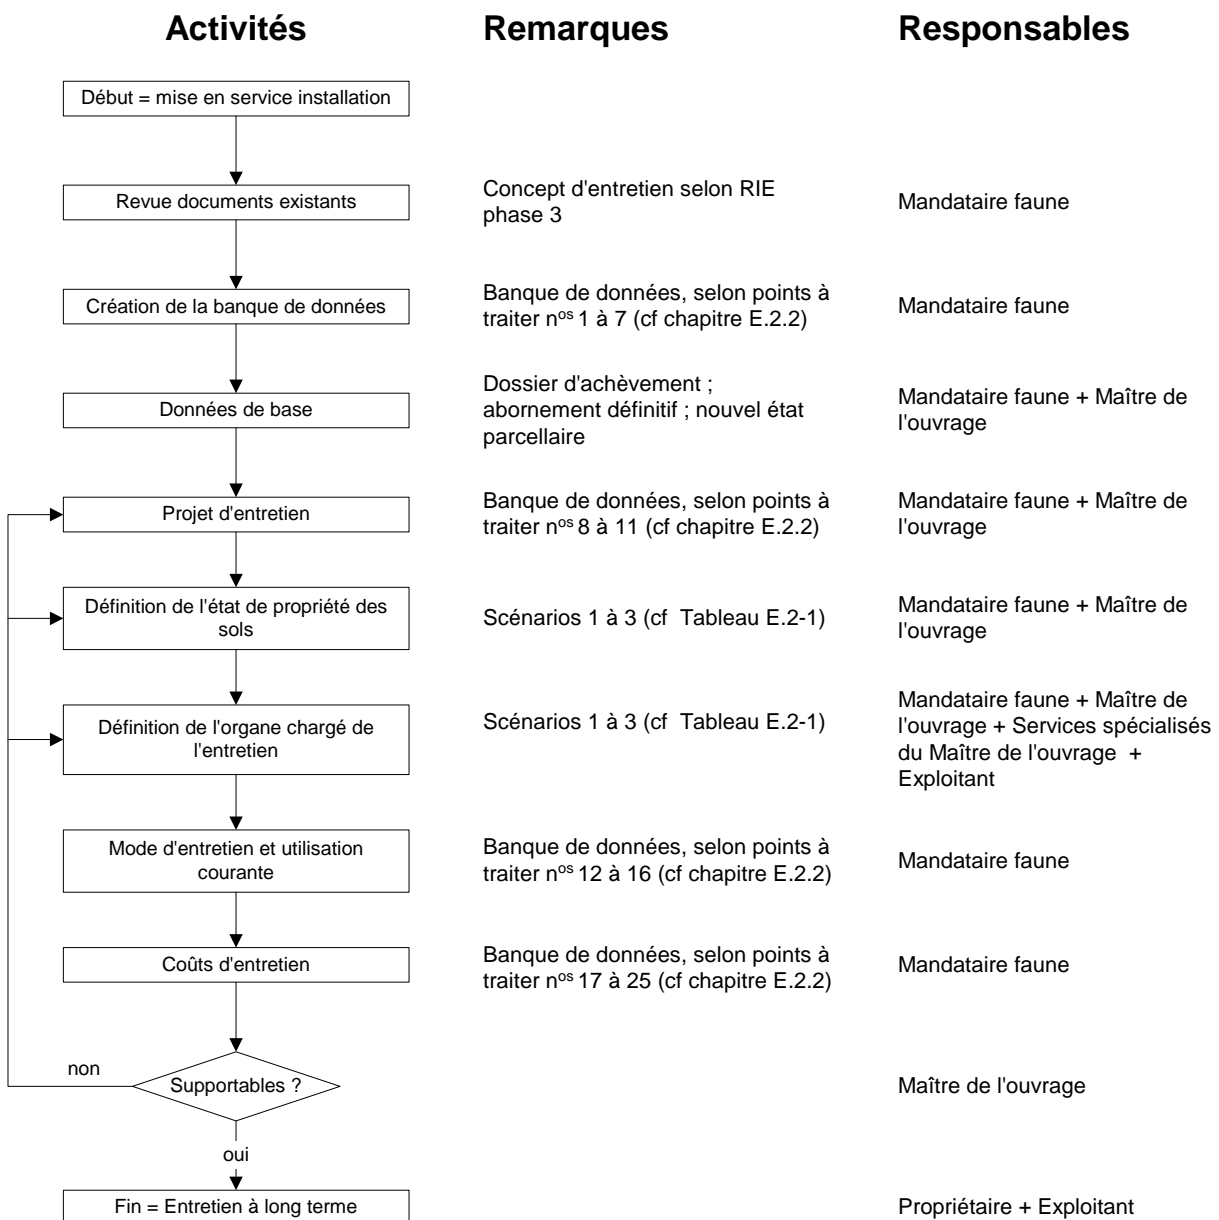 Activités
Remarques
Responsables
Début = mise en service installation
Revue documents existants
Concept d'entretien selon RIE
phase 3
Mandataire faune
Création de la banque de données
Banque de données, selon points à
traiter nos 1 à 7 (cf chapitre E.2.2)
Mandataire faune
Données de base
Dossier d'achèvement ;
abornement définitif ; nouvel état
parcellaire
Mandataire faune + Maître de
l'ouvrage
Projet d'entretien
Banque de données, selon points à
traiter nos 8 à 11 (cf chapitre E.2.2)
Mandataire faune + Maître de
l'ouvrage
Définition de l'état de propriété des
sols
Scénarios 1 à 3 (cf  Tableau E.2-1)
Mandataire faune + Maître de
l'ouvrage
Définition de l'organe chargé de
l'entretien
Scénarios 1 à 3 (cf  Tableau E.2-1)
Mandataire faune + Maître de
l'ouvrage + Services spécialisés
du Maître de l'ouvrage  +
Exploitant
Mode d'entretien et utilisation
courante
Banque de données, selon points à
traiter nos 12 à 16 (cf chapitre E.2.2)
Mandataire faune
Coûts d'entretien
Banque de données, selon points à
traiter nos 17 à 25 (cf chapitre E.2.2)
Mandataire faune
non
Supportables ?
Maître de l'ouvrage
oui
Fin = Entretien à long terme
Propriétaire + Exploitant